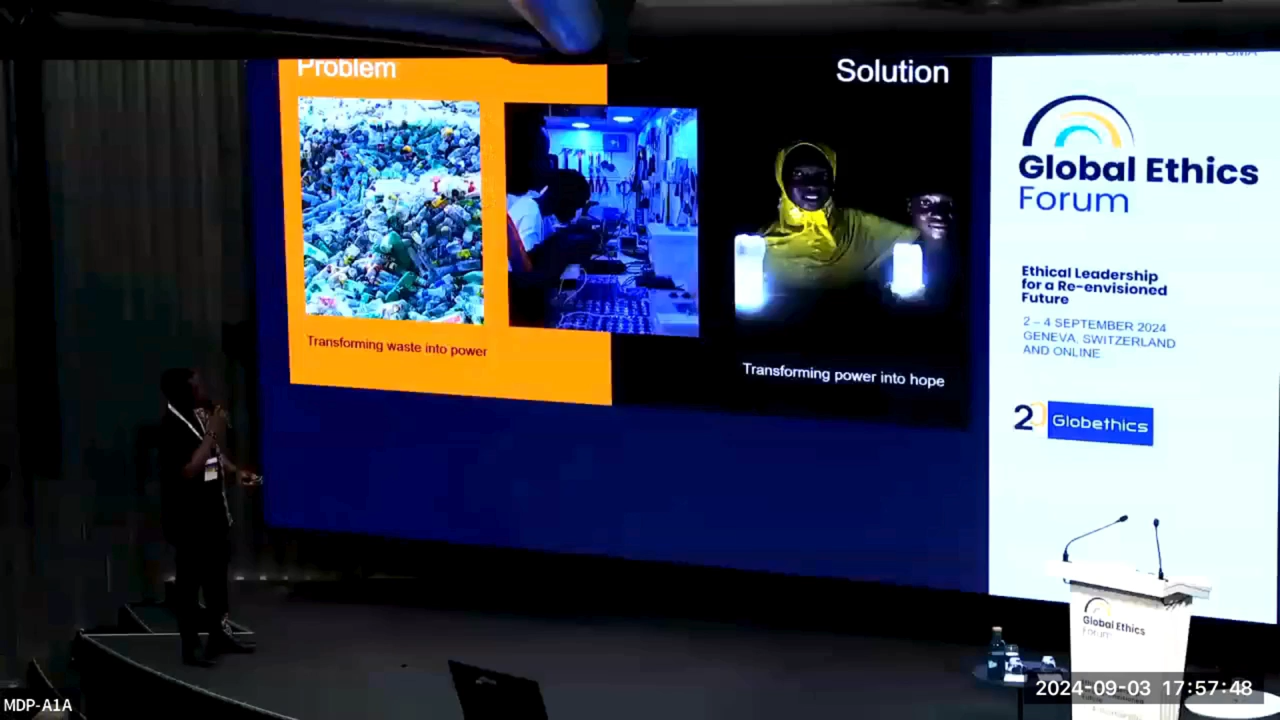 Problem
Solution
Transforming waste into power
Transforming power into hope
Global Ethics
Forum
Ethical Leadership
for a Re-envisioned
Future
2 – 4 SEPTEMBER 2024
GENEVA, SWITZERLAND
AND ONLINE
20
Globethics
Global Ethics
Forum
2024-09-03 17:57:48
MDP-A1A